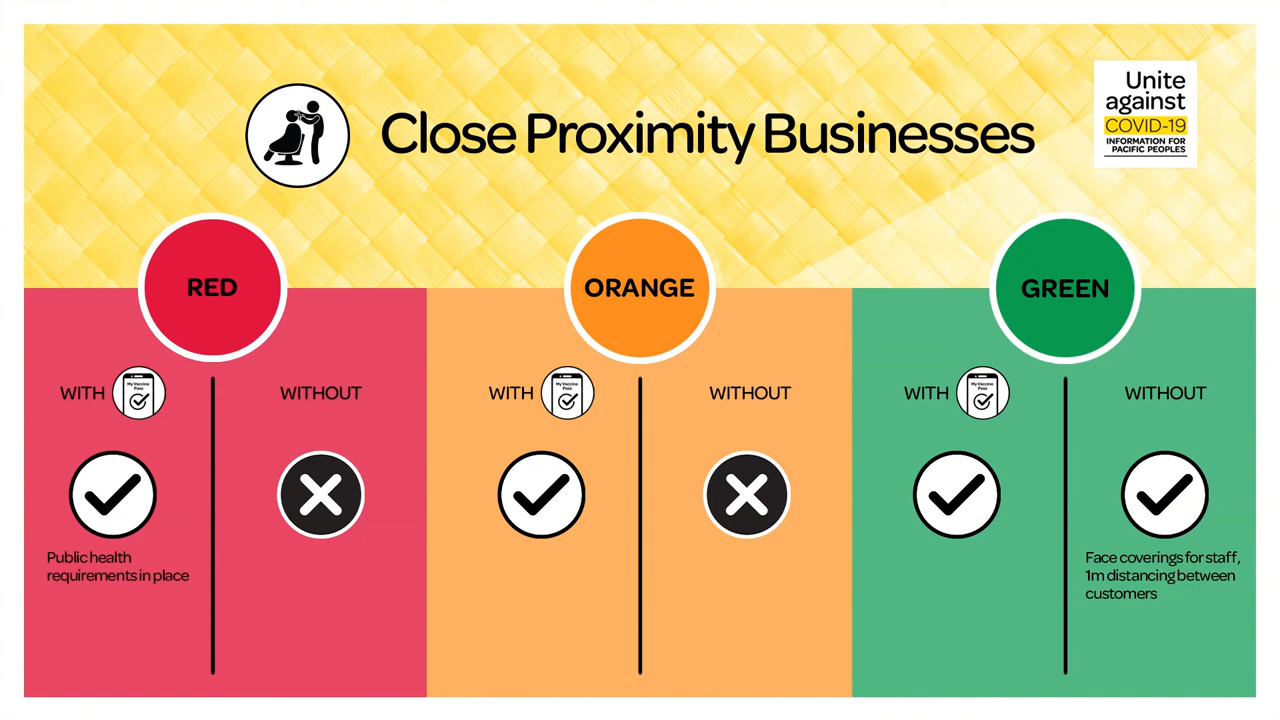 Close Proximity Businesses
Unite
against
COVID-19
INFORMATION FOR
PACIFIC PEOPLES
RED
WITH
My Vaccine
Pass
WITHOUT
Public health
requirements in place
ORANGE
WITH
My Vaccine
Pass
WITHOUT
GREEN
WITH
My Vaccine
Pass
WITHOUT
Face coverings for staff,
1m distancing between
customers